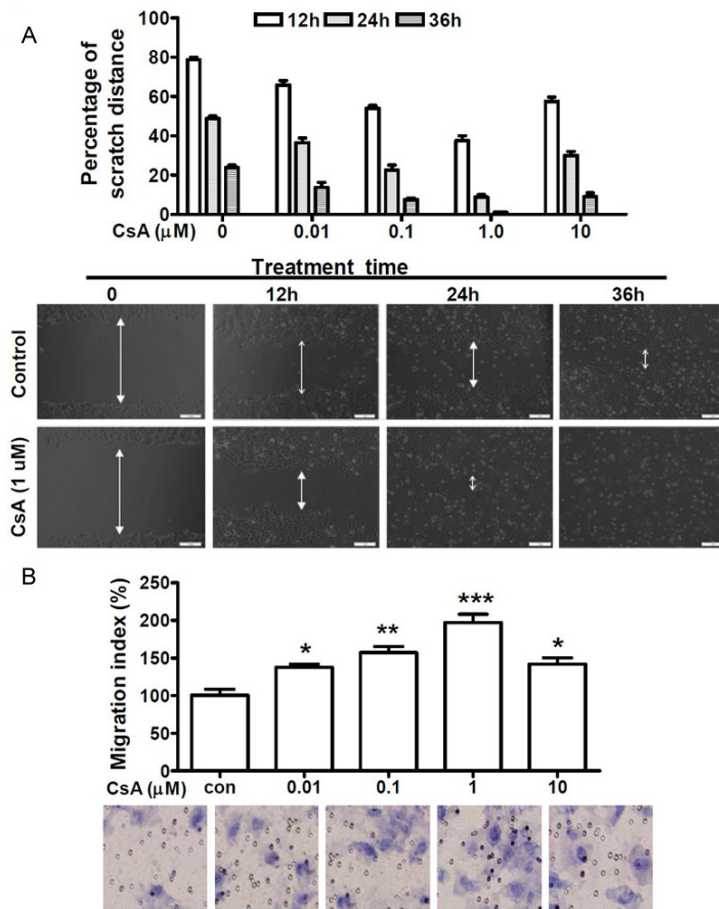 A
12h 24h 36h
Percentage of
scratch distance
100
80
60
40
20
0
CsA (μM) 0 0.01 0.1 1.0 10
Treatment time
0 12h 24h 36h
Control
CsA (1 uM)
B
Migration index (%)
250
200
150
100
50
0
* ** *** *
CsA (μM) con 0.01 0.1 1 10